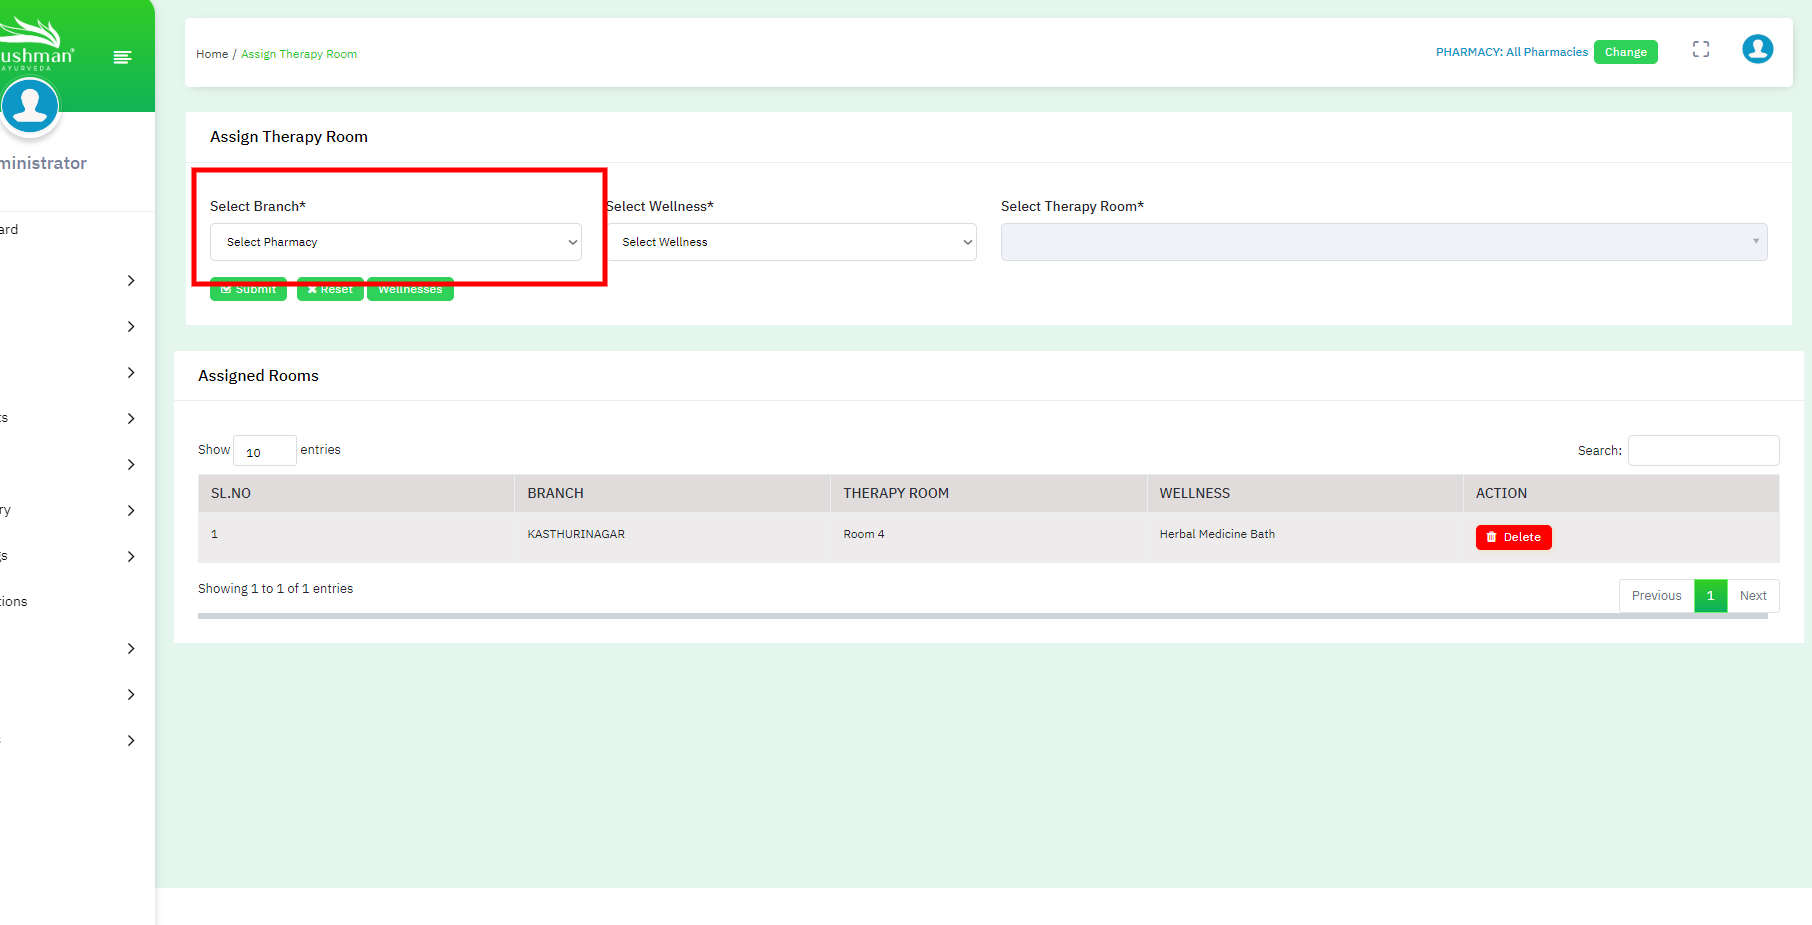 ushman®
AYURVEDA
ministrator
ard
ts
ry
gs
ions
Home / Assign Therapy Room
PHARMACY: All Pharmacies Change
Assign Therapy Room
Select Branch* Select Wellness* Select Therapy Room*
Select Pharmacy Select Wellness
Submit Reset Wellnesses
Assigned Rooms
Show 10 entries Search:
SL.NO BRANCH THERAPY ROOM WELLNESS ACTION
1 KASTHURINAGAR Room 4 Herbal Medicine Bath Delete
Showing 1 to 1 of 1 entries
Previous 1 Next